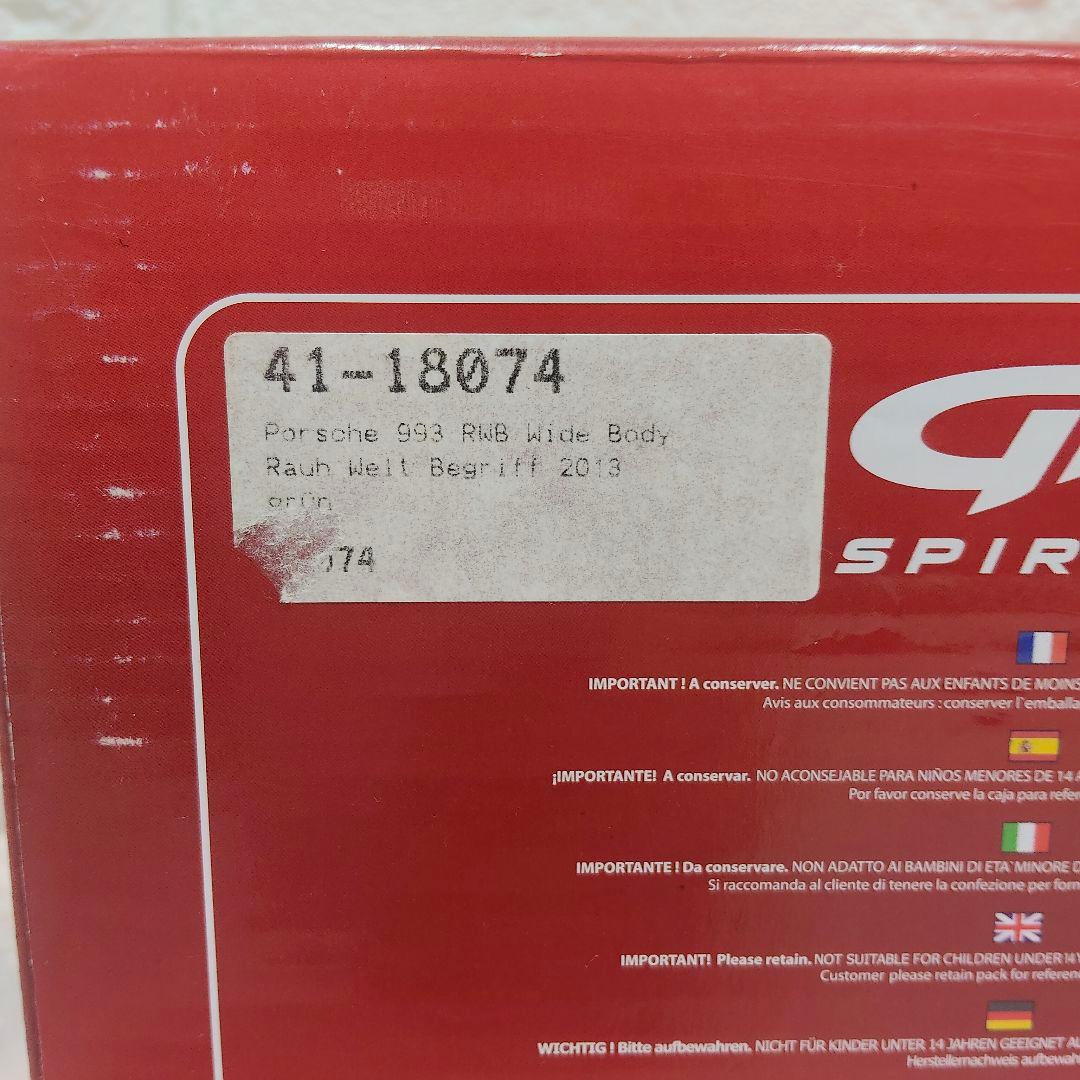 41-18074
Porsche 993 RWB Wide Body
Rauh Welt Begriff 2013
grün
074
SPIR
IMPORTANT ! A conserver. NE CONVIENT PAS AUX ENFANTS DE MOINS
Avis aux consommateurs : conserver l'emballa
¡IMPORTANTE! A conservar. NO ACONSEJABLE PARA NIÑOS MENORES DE 14 A
Por favor conserve la caja para refer
IMPORTANTE ! Da conservare. NON ADATTO AI BAMBINI DI ETA' MINORE D
Si raccomanda al cliente di tenere la confezione per forn
IMPORTANT! Please retain. NOT SUITABLE FOR CHILDREN UNDER 14 Y
Customer please retain pack for referenc
WICHTIG ! Bitte aufbewahren. NICHT FÜR KINDER UNTER 14 JAHREN GEEIGNET AU
Herstellernachweis aufbewah